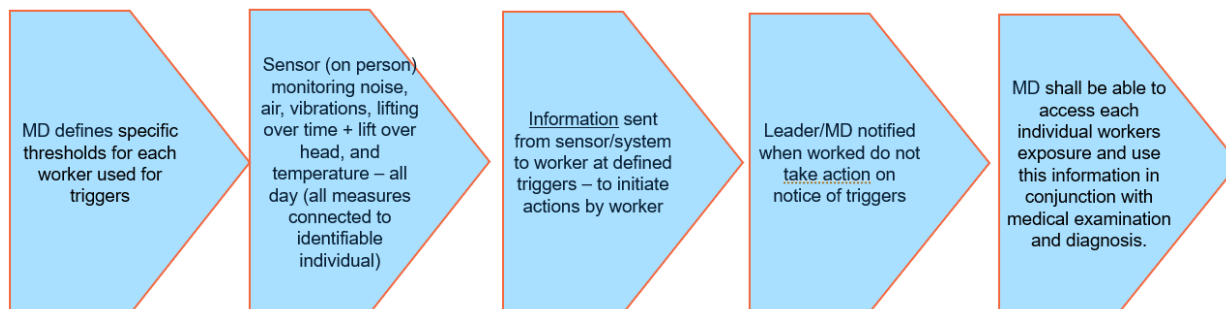 MD defines specific
thresholds for each
worker used for
triggers
Sensor (on person)
monitoring noise,
air, vibrations, lifting
over time + lift over
head, and
temperature – all
day (all measures
connected to
identifiable
individual)
Information sent
from sensor/system
to worker at defined
triggers – to initiate
actions by worker
Leader/MD notified
when worked do not
take action on
notice of triggers
MD shall be able to
access each
individual workers
exposure and use
this information in
conjunction with
medical examination
and diagnosis.